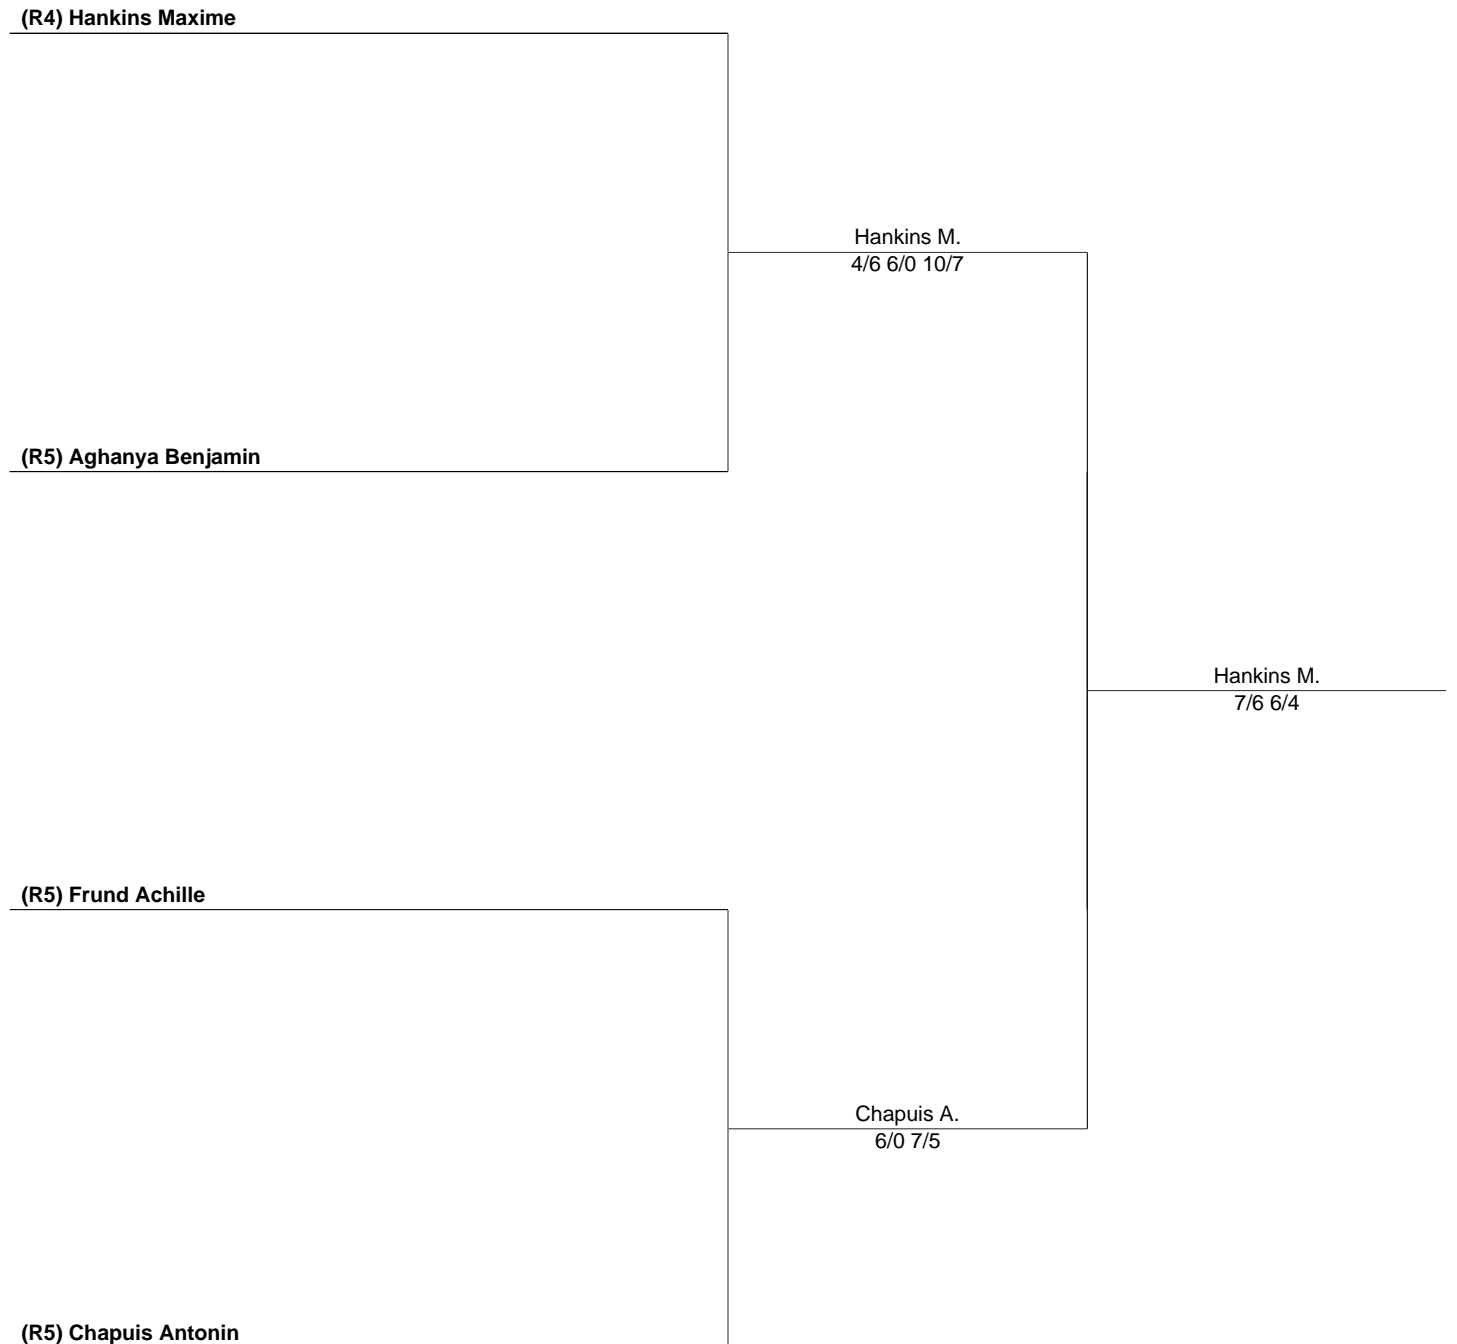 (R4) Hankins Maxime
Hankins M.
4/6 6/0 10/7
(R5) Aghanya Benjamin
Hankins M.
7/6 6/4
(R5) Frund Achille
Chapuis A.
6/0 7/5
(R5) Chapuis Antonin